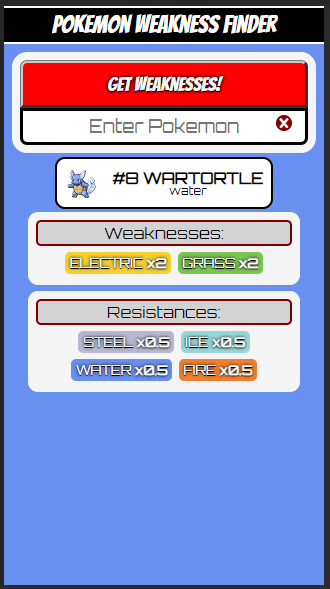 POKEMON WEAKNESS FINDER
GET WEAKNESSES!
Enter Pokemon
#8 WARTORTLE
water
Weaknesses:
ELECTRIC x2 GRASS x2
Resistances:
STEEL x0.5 ICE x0.5
WATER x0.5 FIRE x0.5